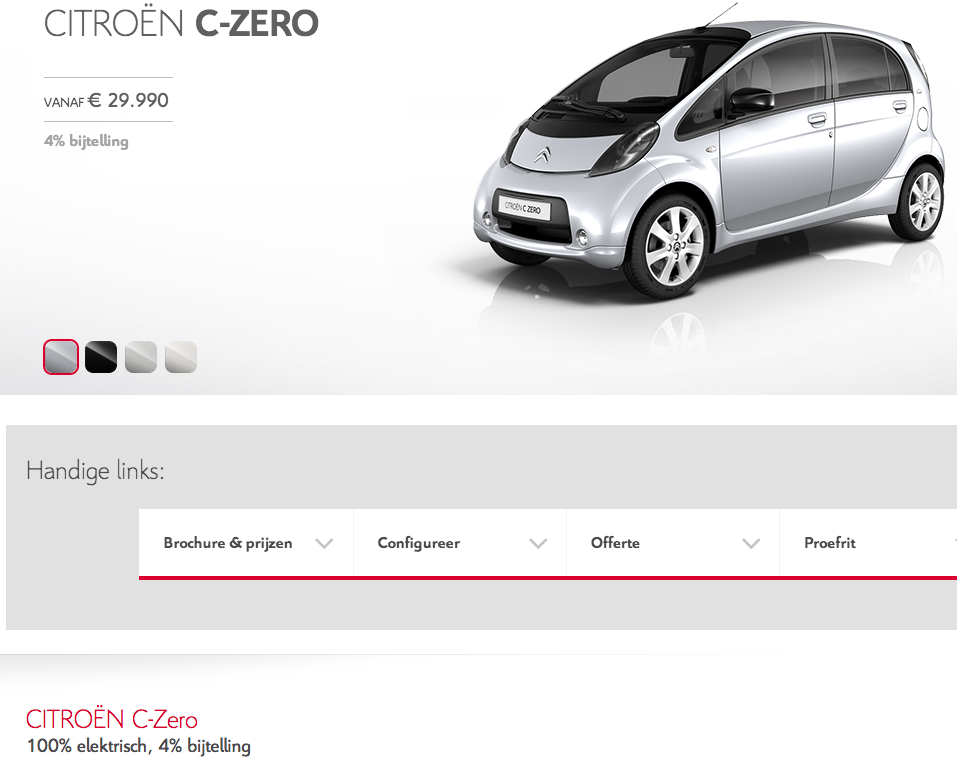 CITROËN C-ZERO
VANAF € 29.990
4% bijtelling
CITROËN C ZERO
Handige links:
Brochure & prijzen
Configureer
Offerte
Proefrit
CITROËN C-Zero
100% elektrisch, 4% bijtelling